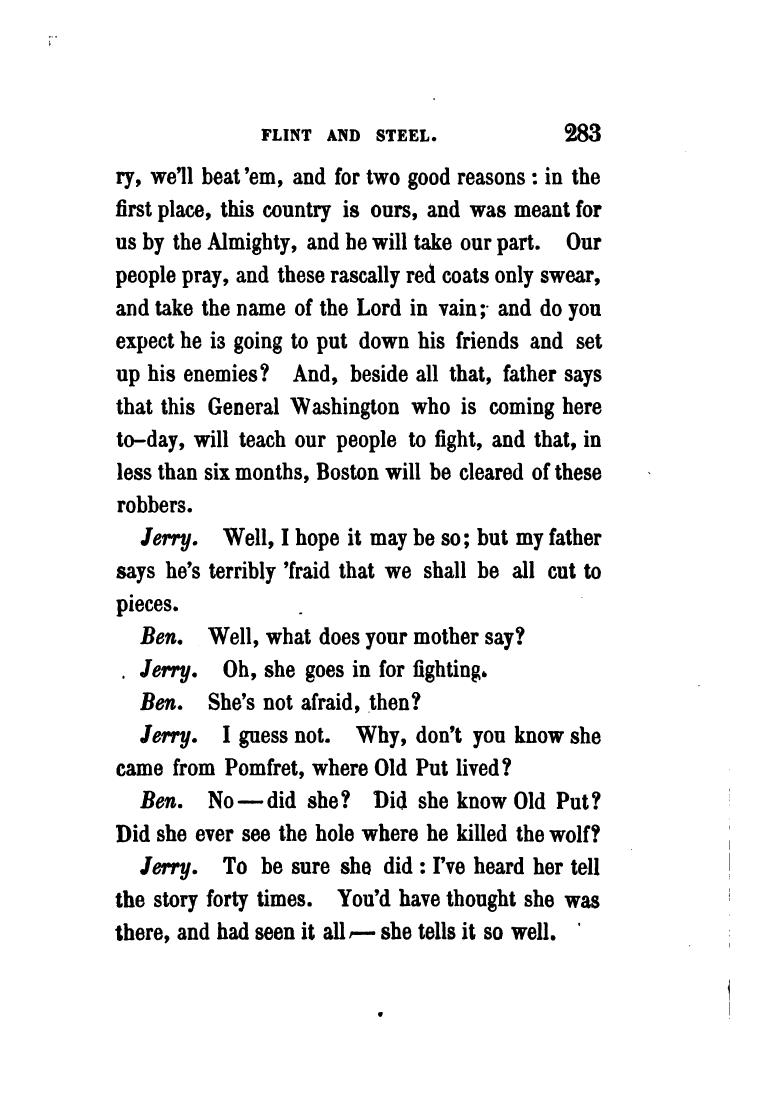 FLINT AND STEEL. 283
ry, we'll beat 'em, and for two good reasons : in the
first place, this country is ours, and was meant for
us by the Almighty, and he will take our part. Our
people pray, and these rascally red coats only swear,
and take the name of the Lord in vain; and do you
expect he is going to put down his friends and set
up his enemies? And, beside all that, father says
that this General Washington who is coming here
to-day, will teach our people to fight, and that, in
less than six months, Boston will be cleared of these
robbers.
Jerry. Well, I hope it may be so; but my father
says he's terribly 'fraid that we shall be all cut to
pieces.
Ben. Well, what does your mother say?
Jerry. Oh, she goes in for fighting.
Ben. She's not afraid, then?
Jerry. I guess not. Why, don't you know she
came from Pomfret, where Old Put lived?
Ben. No — did she? Did she know Old Put?
Did she ever see the hole where he killed the wolf?
Jerry. To be sure she did : I've heard her tell
the story forty times. You'd have thought she was
there, and had seen it all — she tells it so well.